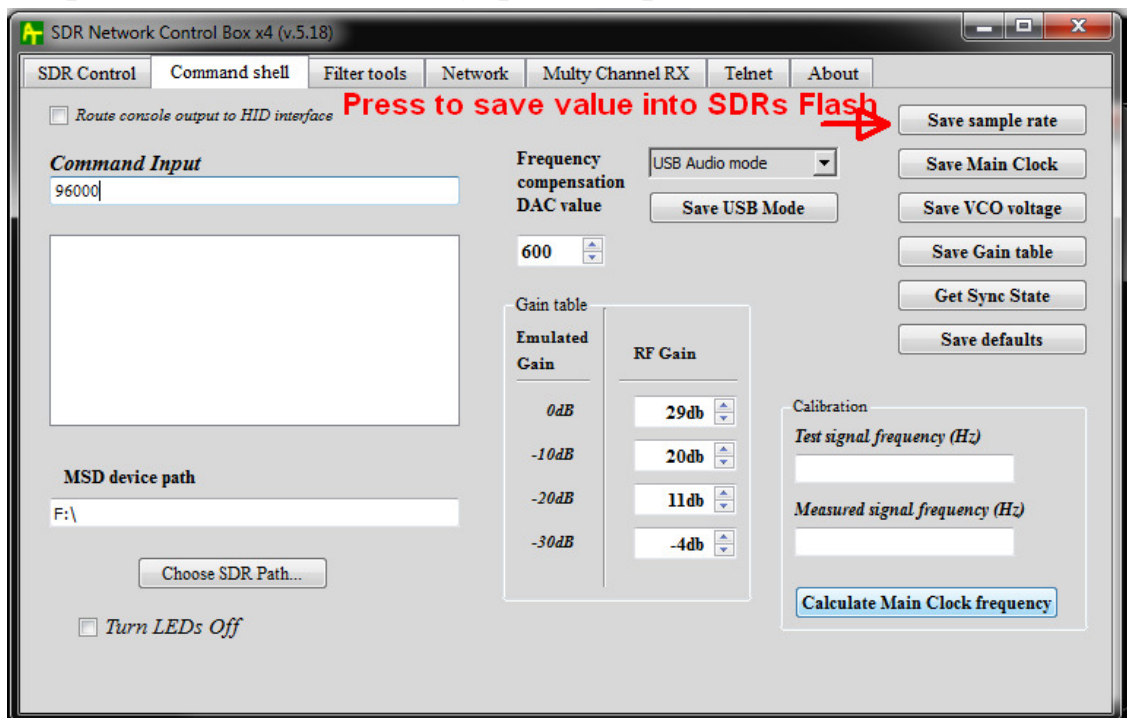 SDR Network Control Box x4 (v.5.18)
SDR Control
Command shell
Filter tools
Network
Multy Channel RX
Telnet
About
Route console output to HID interface
Press to save value into SDRs Flash
Save sample rate
Command Input
96000
Frequency
compensation
DAC value
USB Audio mode
Save USB Mode
600
Save Main Clock
Save VCO voltage
Save Gain table
Get Sync State
Save defaults
Gain table
Emulated
Gain
RF Gain
0dB
29db
-10dB
20db
-20dB
11db
-30dB
-4db
Calibration
Test signal frequency (Hz)
Measured signal frequency (Hz)
Calculate Main Clock frequency
MSD device path
F:\
Choose SDR Path...
Turn LEDs Off